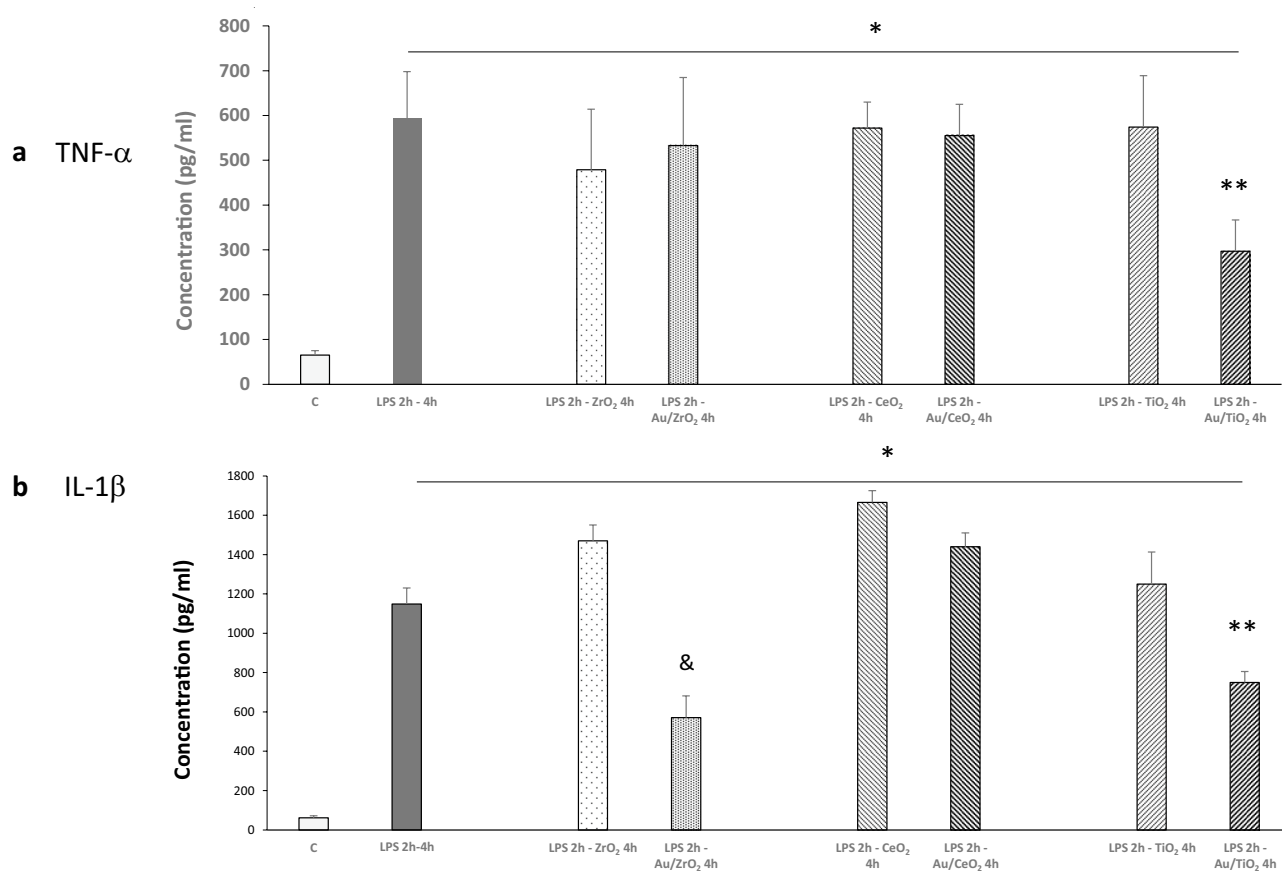 *
800
700
600
500
400
300
200
100
0
Concentration (pg/ml)
a TNF-α
**
C
LPS 2h - 4h
LPS 2h - ZrO₂ 4h
LPS 2h -
Au/ZrO₂ 4h
LPS 2h - CeO₂
4h
LPS 2h -
Au/CeO₂ 4h
LPS 2h - TiO₂ 4h
LPS 2h -
Au/TiO₂ 4h
*
b IL-1β
1800
1600
1400
1200
1000
800
600
400
200
0
Concentration (pg/ml)
&
**
C
LPS 2h-4h
LPS 2h - ZrO₂ 4h
LPS 2h -
Au/ZrO₂ 4h
LPS 2h - CeO₂
4h
LPS 2h -
Au/CeO₂ 4h
LPS 2h - TiO₂ 4h
LPS 2h -
Au/TiO₂ 4h